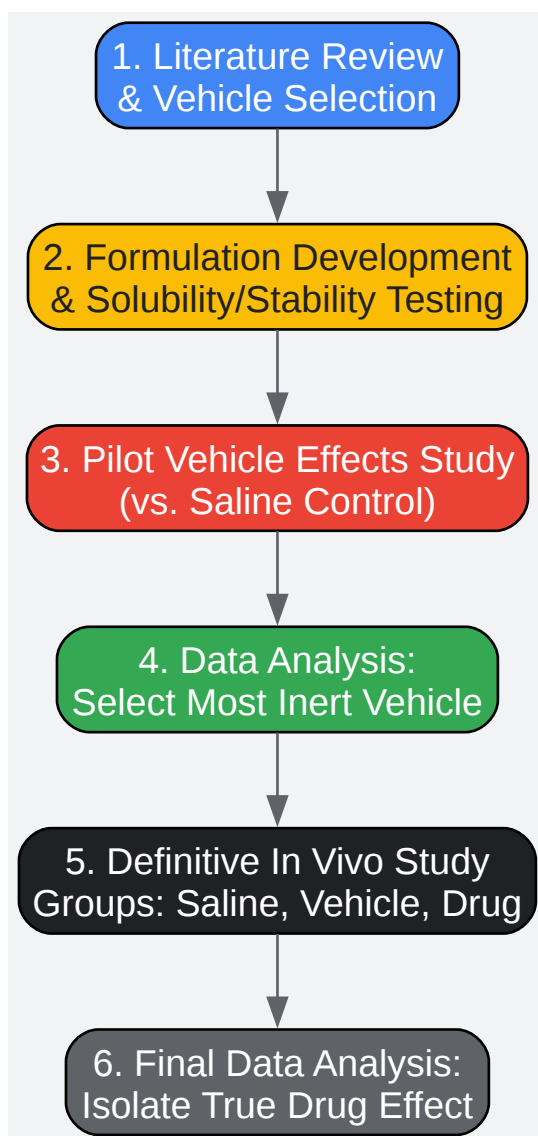 1. Literature Review
& Vehicle Selection
2. Formulation Development
& Solubility/Stability Testing
3. Pilot Vehicle Effects Study
(vs. Saline Control)
4. Data Analysis:
Select Most Inert Vehicle
5. Definitive In Vivo Study
Groups: Saline, Vehicle, Drug
6. Final Data Analysis:
Isolate True Drug Effect